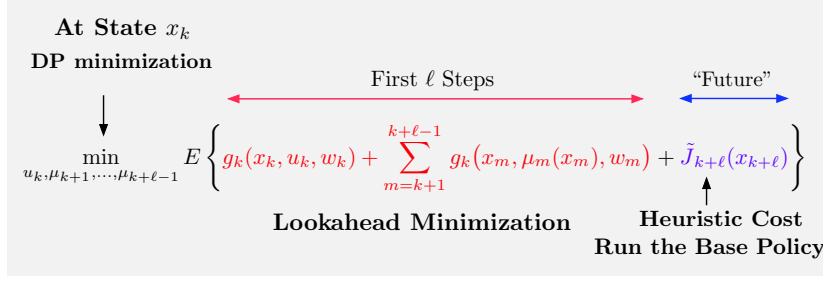 At State $x_k$
DP minimization
First $\ell$ Steps
"Future"
$\min_{u_k, \mu_{k+1}, \ldots, \mu_{k+\ell-1}} E \left\{ g_k(x_k, u_k, w_k) + \sum_{m=k+1}^{k+\ell-1} g_k\big(x_m, \mu_m(x_m), w_m\big) + \tilde{J}_{k+\ell}(x_{k+\ell}) \right\}$
Lookahead Minimization
Heuristic Cost
Run the Base Policy